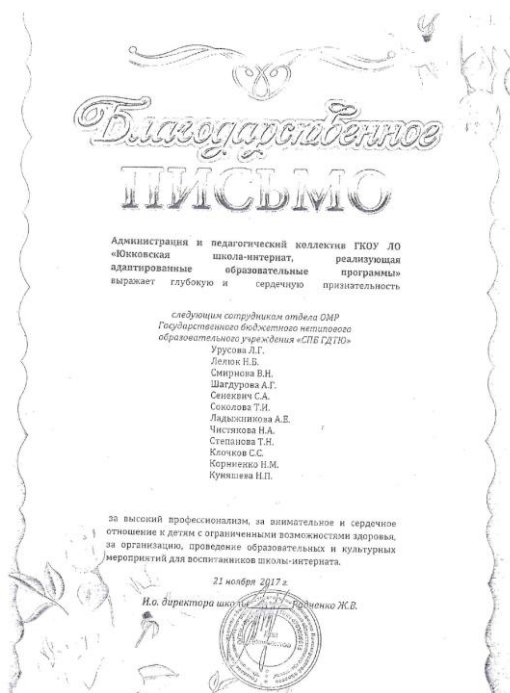 Благодарственное
ПИСЬМО
Администрация и педагогический коллектив ГКОУ ЛО
«Юкковская школа-интернат, реализующая
адаптированные образовательные программы»
выражает глубокую и сердечную признательность
следующим сотрудникам отдела ОМР
Государственного бюджетного нетипового
образовательного учреждения «СПБ ГДТЮ»
Урусова Л.Г.
Лелюк Н.Б.
Смирнова В.Н.
Шагдурова А.Г.
Сенкевич С.А.
Соколова Т.И.
Ладыжникова А.Е.
Чистякова Н.А.
Степанова Т.Н.
Клочков С.С.
Корниенко Н.М.
Куняшева Н.П.
за высокий профессионализм, за внимательное и сердечное
отношение к детям с ограниченными возможностями здоровья,
за организацию, проведение образовательных и культурных
мероприятий для воспитанников школы-интерната.
21 ноября 2017 г.
И.о. директора школы Радченко Ж.В.